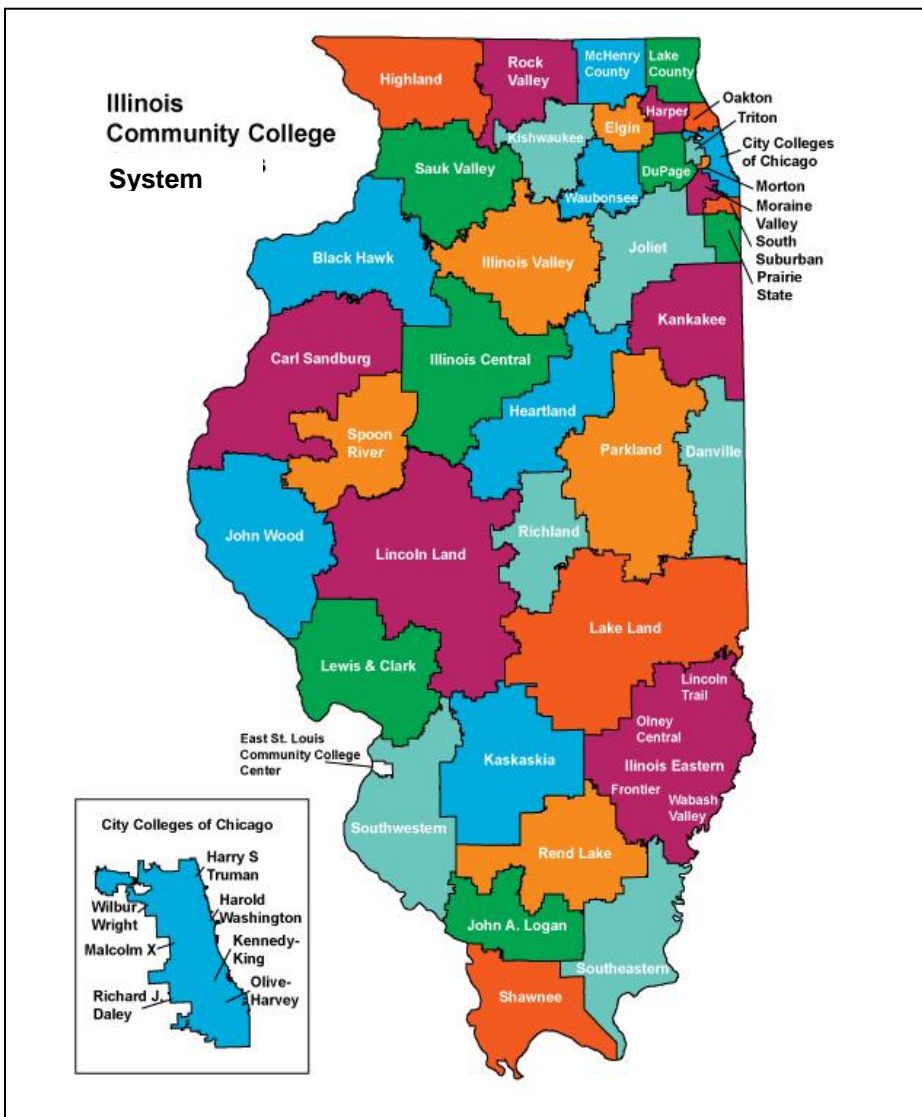 Illinois
Community College
System
Highland
Rock
Valley
McHenry
County
Lake
County
Oakton
Triton
City Colleges
of Chicago
Morton
Moraine
Valley
South
Suburban
Prairie
State
Harper
Elgin
Kishwaukee
DuPage
Sauk Valley
Waubonsee
Black Hawk
Illinois Valley
Joliet
Kankakee
Carl Sandburg
Illinois Central
Heartland
Spoon
River
Parkland
Danville
John Wood
Lincoln Land
Richland
Lake Land
Lewis & Clark
Lincoln
Trail
Olney
Central
Illinois Eastern
Frontier
Wabash
Valley
East St. Louis
Community College
Center
Kaskaskia
Southwestern
Rend Lake
John A. Logan
Southeastern
Shawnee
City Colleges of Chicago
Harry S
Truman
Wilbur
Wright
Harold
Washington
Malcolm X
Kennedy-
King
Richard J.
Daley
Olive-
Harvey